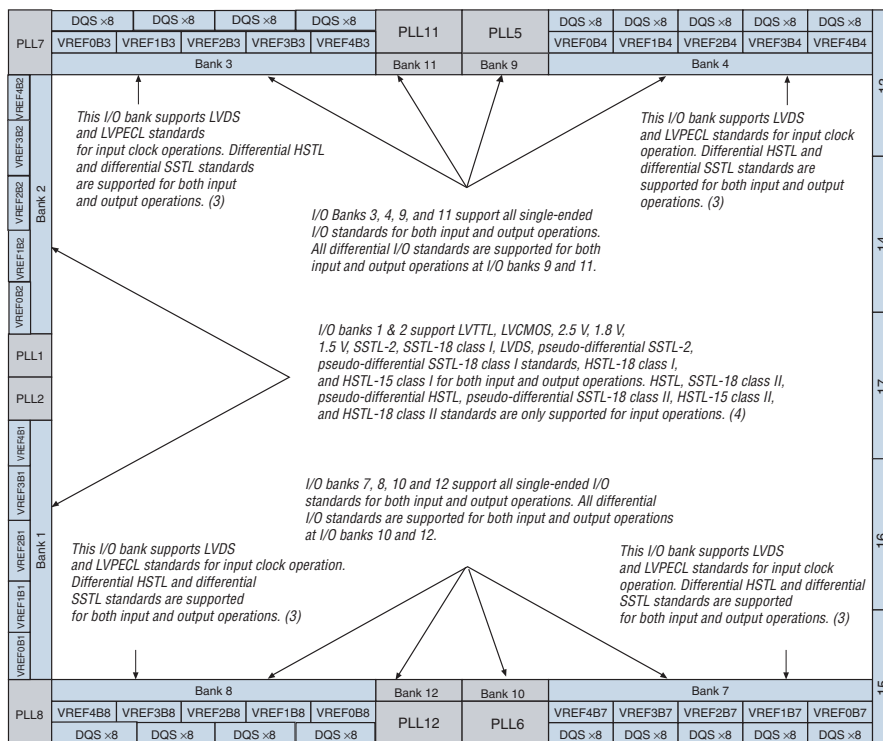 PLL7
DQS ×8 DQS ×8 DQS ×8 DQS ×8
VREF0B3 VREF1B3 VREF2B3 VREF3B3 VREF4B3
Bank 3
PLL11
Bank 11
PLL5
Bank 9
DQS ×8 DQS ×8 DQS ×8 DQS ×8 DQS ×8
VREF0B4 VREF1B4 VREF2B4 VREF3B4 VREF4B4
Bank 4
VREF4B2
VREF3B2
VREF2B2
VREF1B2
VREF0B2
Bank 2
This I/O bank supports LVDS
and LVPECL standards
for input clock operations. Differential HSTL
and differential SSTL standards
are supported for both input
and output operations. (3)
This I/O bank supports LVDS
and LVPECL standards for input clock
operation. Differential HSTL and
differential SSTL standards are
supported for both input and output
operations. (3)
I/O Banks 3, 4, 9, and 11 support all single-ended
I/O standards for both input and output operations.
All differential I/O standards are supported for both
input and output operations at I/O banks 9 and 11.
14
PLL1
PLL2
I/O banks 1 & 2 support LVTTL, LVCMOS, 2.5 V, 1.8 V,
1.5 V, SSTL-2, SSTL-18 class I, LVDS, pseudo-differential SSTL-2,
pseudo-differential SSTL-18 class I standards, HSTL-18 class I,
and HSTL-15 class I for both input and output operations. HSTL, SSTL-18 class II,
pseudo-differential HSTL, pseudo-differential SSTL-18 class II, HSTL-15 class II,
and HSTL-18 class II standards are only supported for input operations. (4)
17
VREF4B1
VREF3B1
VREF2B1
VREF1B1
VREF0B1
Bank 1
I/O banks 7, 8, 10 and 12 support all single-ended I/O
standards for both input and output operations. All differential
I/O standards are supported for both input and output operations
at I/O banks 10 and 12.
16
This I/O bank supports LVDS
and LVPECL standards for input clock operation.
Differential HSTL and differential
SSTL standards are supported
for both input and output operations. (3)
This I/O bank supports LVDS
and LVPECL standards for input clock
operation. Differential HSTL and differential
SSTL standards are supported
for both input and output operations. (3)
15
PLL8
Bank 8
VREF4B8 VREF3B8 VREF2B8 VREF1B8 VREF0B8
DQS ×8 DQS ×8 DQS ×8 DQS ×8
Bank 12
PLL12
Bank 10
PLL6
Bank 7
VREF4B7 VREF3B7 VREF2B7 VREF1B7 VREF0B7
DQS ×8 DQS ×8 DQS ×8 DQS ×8 DQS ×8